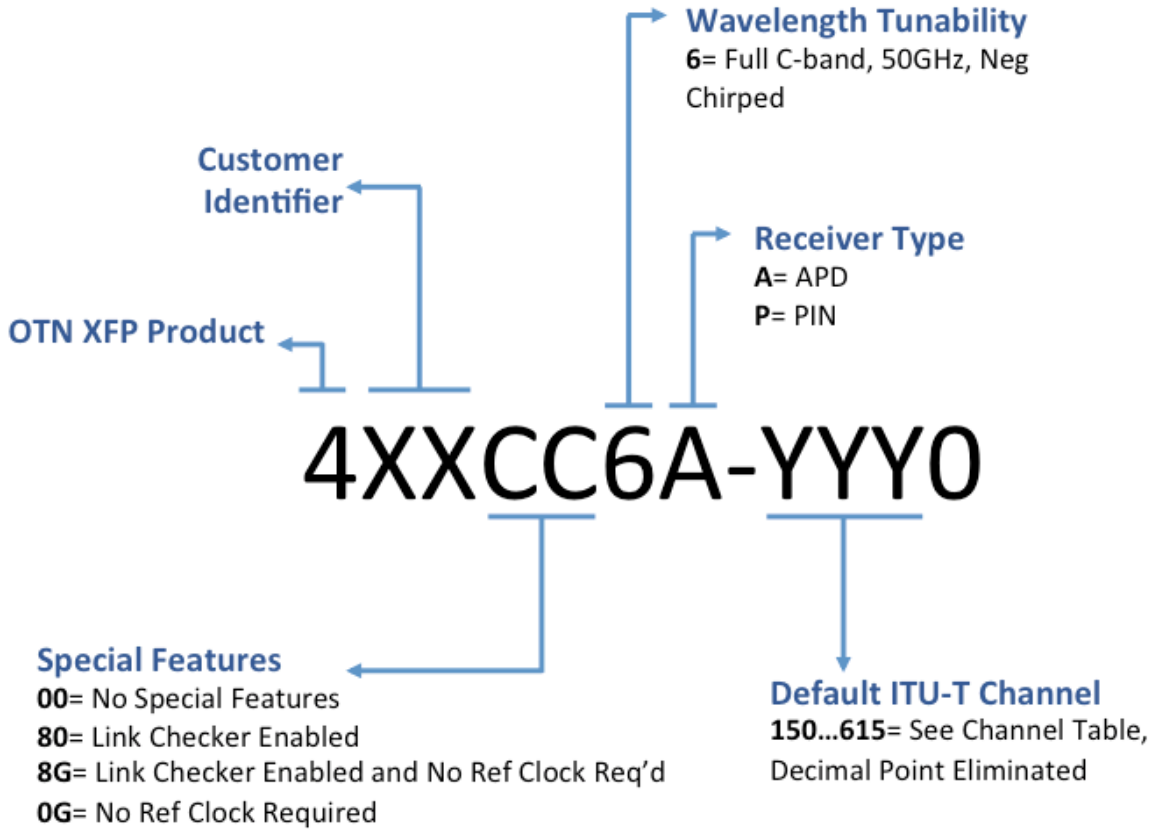 Wavelength Tunability
6= Full C-band, 50GHz, Neg
Chirped
Customer
Identifier
Receiver Type
A= APD
P= PIN
OTN XFP Product
4XXCC6A-YYY0
Special Features
00= No Special Features
80= Link Checker Enabled
8G= Link Checker Enabled and No Ref Clock Req’d
0G= No Ref Clock Required
Default ITU-T Channel
150...615= See Channel Table,
Decimal Point Eliminated